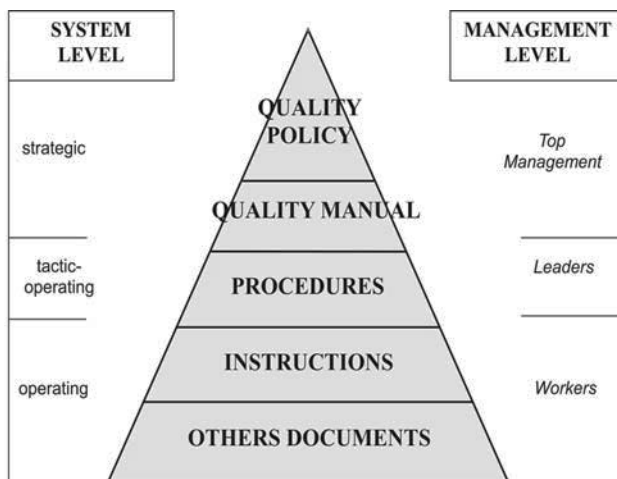 SYSTEM
LEVEL
MANAGEMENT
LEVEL
QUALITY
POLICY
strategic
Top
Management
QUALITY MANUAL
tactic-
operating
PROCEDURES
Leaders
INSTRUCTIONS
operating
Workers
OTHERS DOCUMENTS